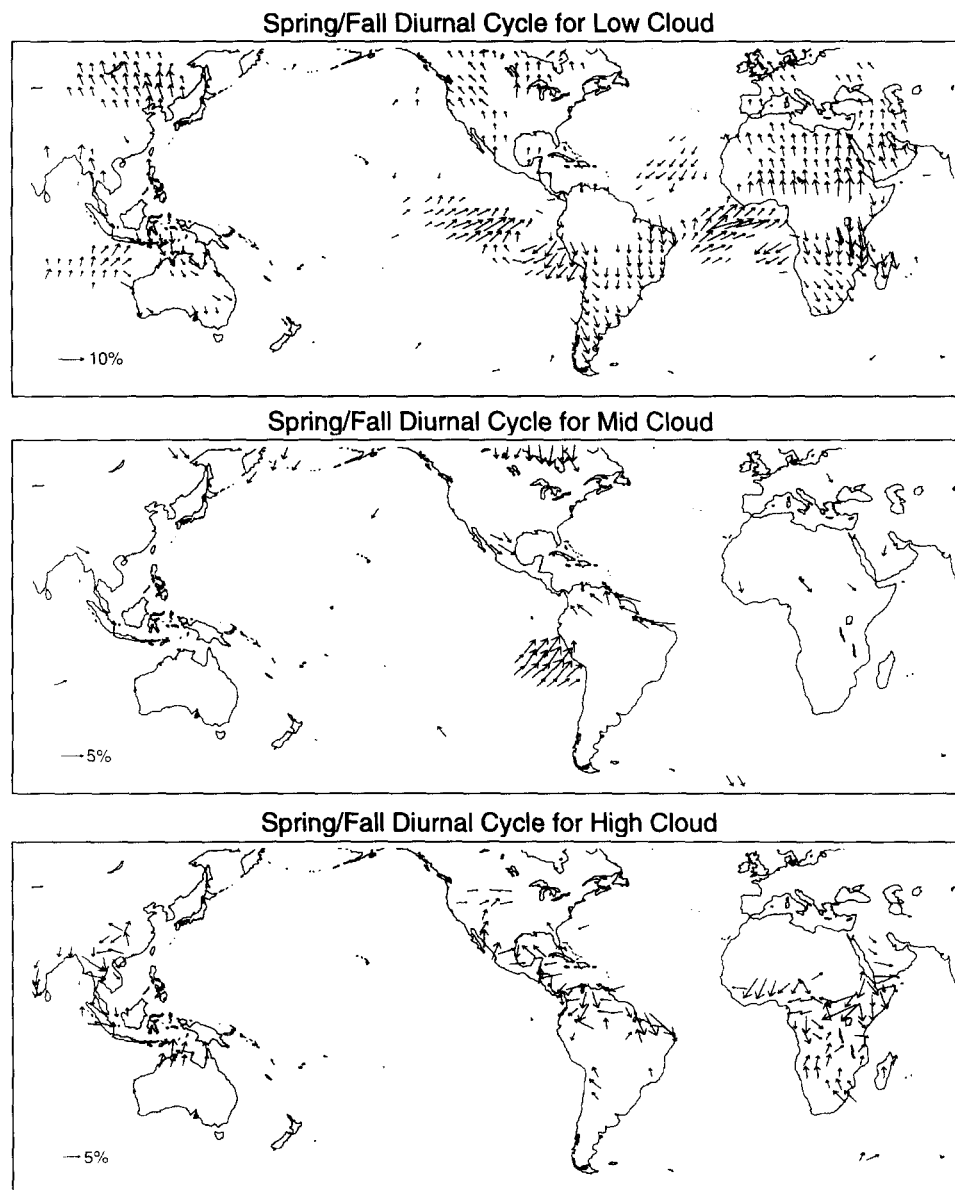 Spring/Fall Diurnal Cycle for Low Cloud
10%
Spring/Fall Diurnal Cycle for Mid Cloud
5%
Spring/Fall Diurnal Cycle for High Cloud
5%